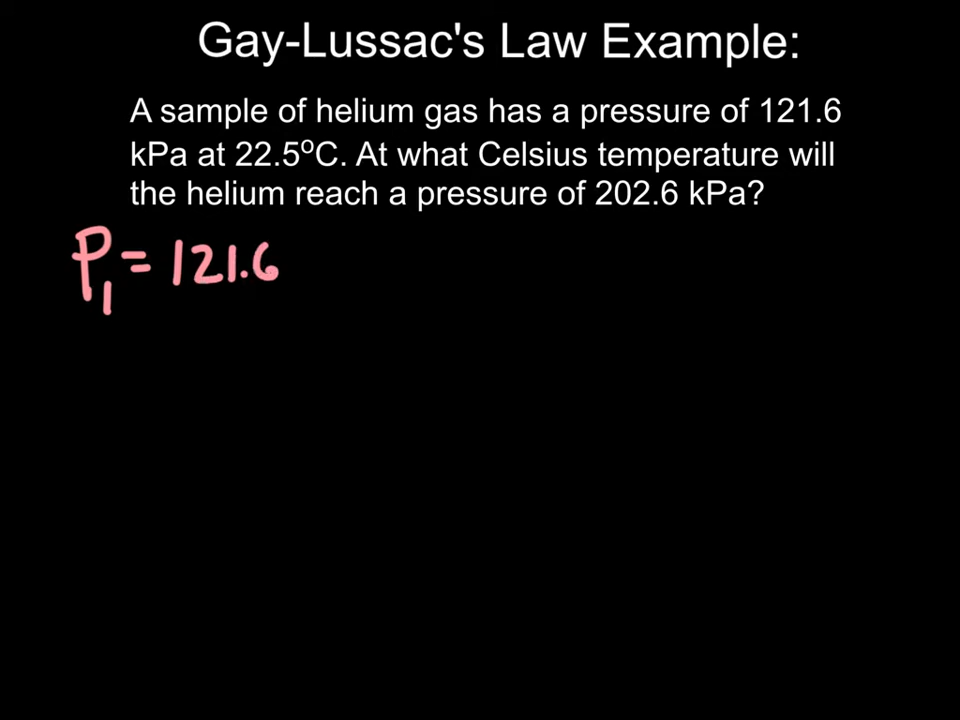 Gay-Lussac's Law Example:
A sample of helium gas has a pressure of 121.6
kPa at 22.5°C. At what Celsius temperature will
the helium reach a pressure of 202.6 kPa?
P₁ = 121.6